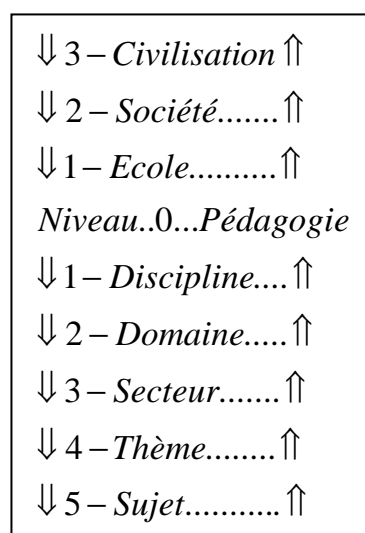 ⇓ 3 – Civilisation ⇑
⇓ 2 – Société....... ⇑
⇓ 1 – Ecole.......... ⇑
Niveau..0...Pédagogie
⇓ 1 – Discipline.... ⇑
⇓ 2 – Domaine..... ⇑
⇓ 3 – Secteur....... ⇑
⇓ 4 – Thème........ ⇑
⇓ 5 – Sujet........... ⇑